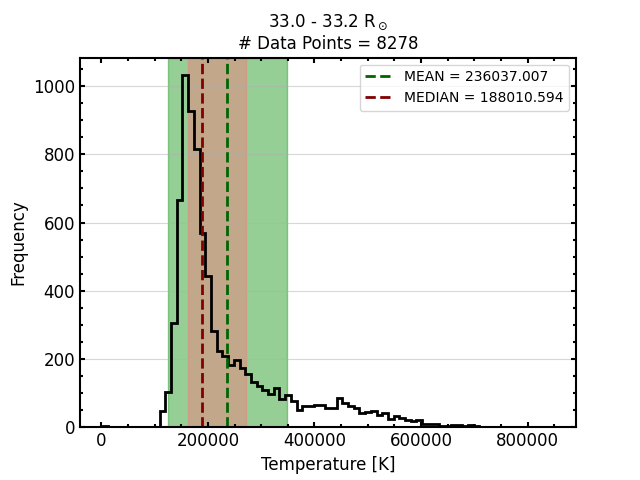 33.0 - 33.2 R⊙
# Data Points = 8278
MEAN = 236037.007
MEDIAN = 188010.594
1000
800
600
400
200
0
Frequency
0 200000 400000 600000 800000
Temperature [K]